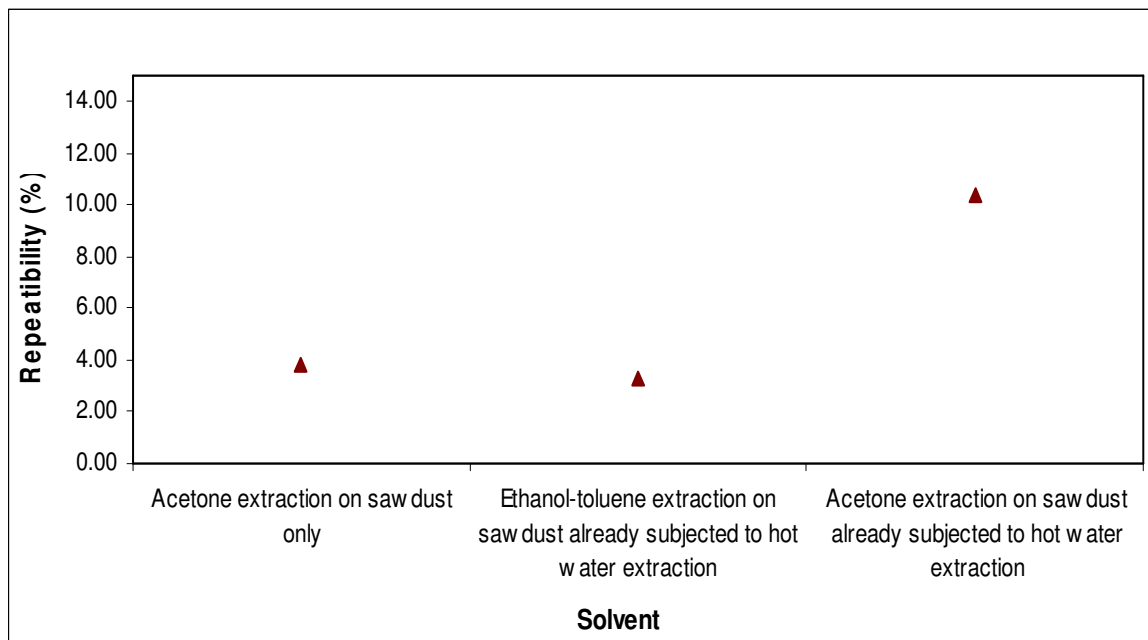 14.00
12.00
10.00
8.00
6.00
4.00
2.00
0.00
Repeatibility (%)
Acetone extraction on saw dust
only
Ethanol-toluene extraction on
saw dust already subjected to hot
water extraction
Acetone extraction on saw dust
already subjected to hot water
extraction
Solvent